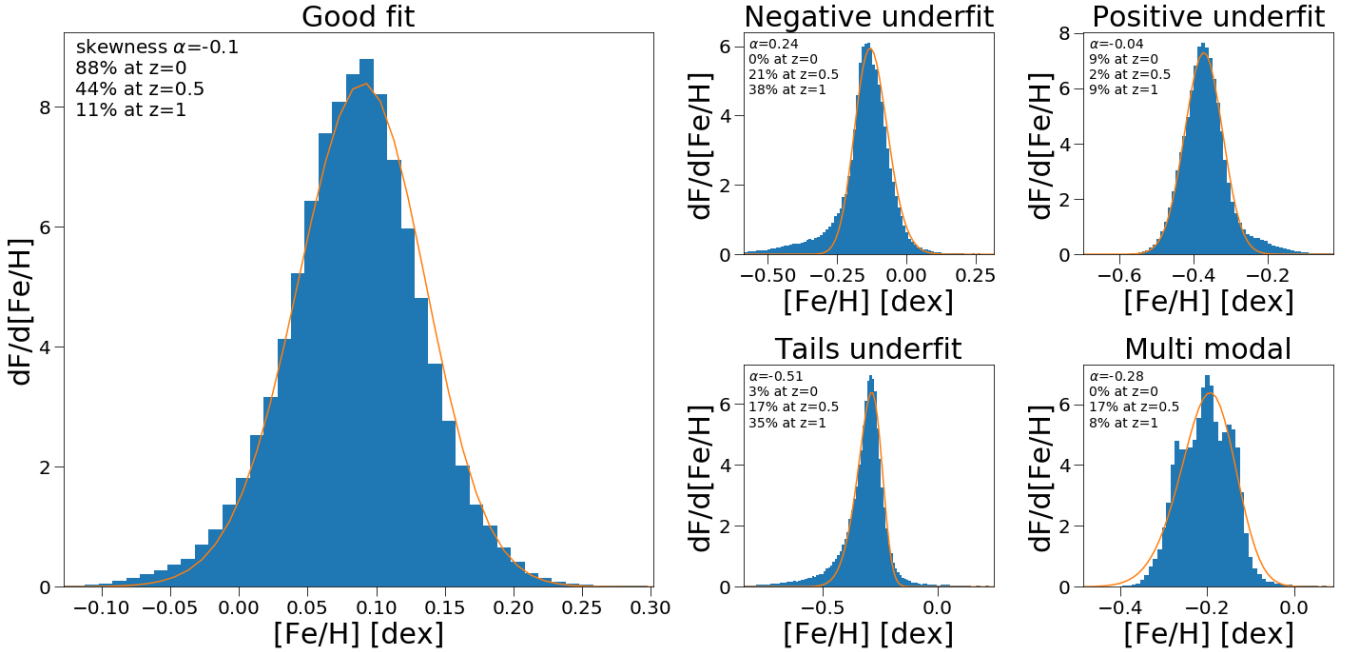 Good fit
skewness α=-0.1
88% at z=0
44% at z=0.5
11% at z=1
dF/d[Fe/H]
8
6
4
2
0
−0.10 −0.05 0.00 0.05 0.10 0.15 0.20 0.25 0.30
[Fe/H] [dex]
Negative underfit
α=0.24
0% at z=0
21% at z=0.5
38% at z=1
dF/d[Fe/H]
6
4
2
0
−0.50 −0.25 0.00 0.25
[Fe/H] [dex]
Positive underfit
α=-0.04
9% at z=0
2% at z=0.5
9% at z=1
dF/d[Fe/H]
8
6
4
2
0
−0.6 −0.4 −0.2
[Fe/H] [dex]
Tails underfit
α=-0.51
3% at z=0
17% at z=0.5
35% at z=1
dF/d[Fe/H]
6
4
2
0
−0.5 0.0
[Fe/H] [dex]
Multi modal
α=-0.28
0% at z=0
17% at z=0.5
8% at z=1
dF/d[Fe/H]
6
4
2
0
−0.4 −0.2 0.0
[Fe/H] [dex]